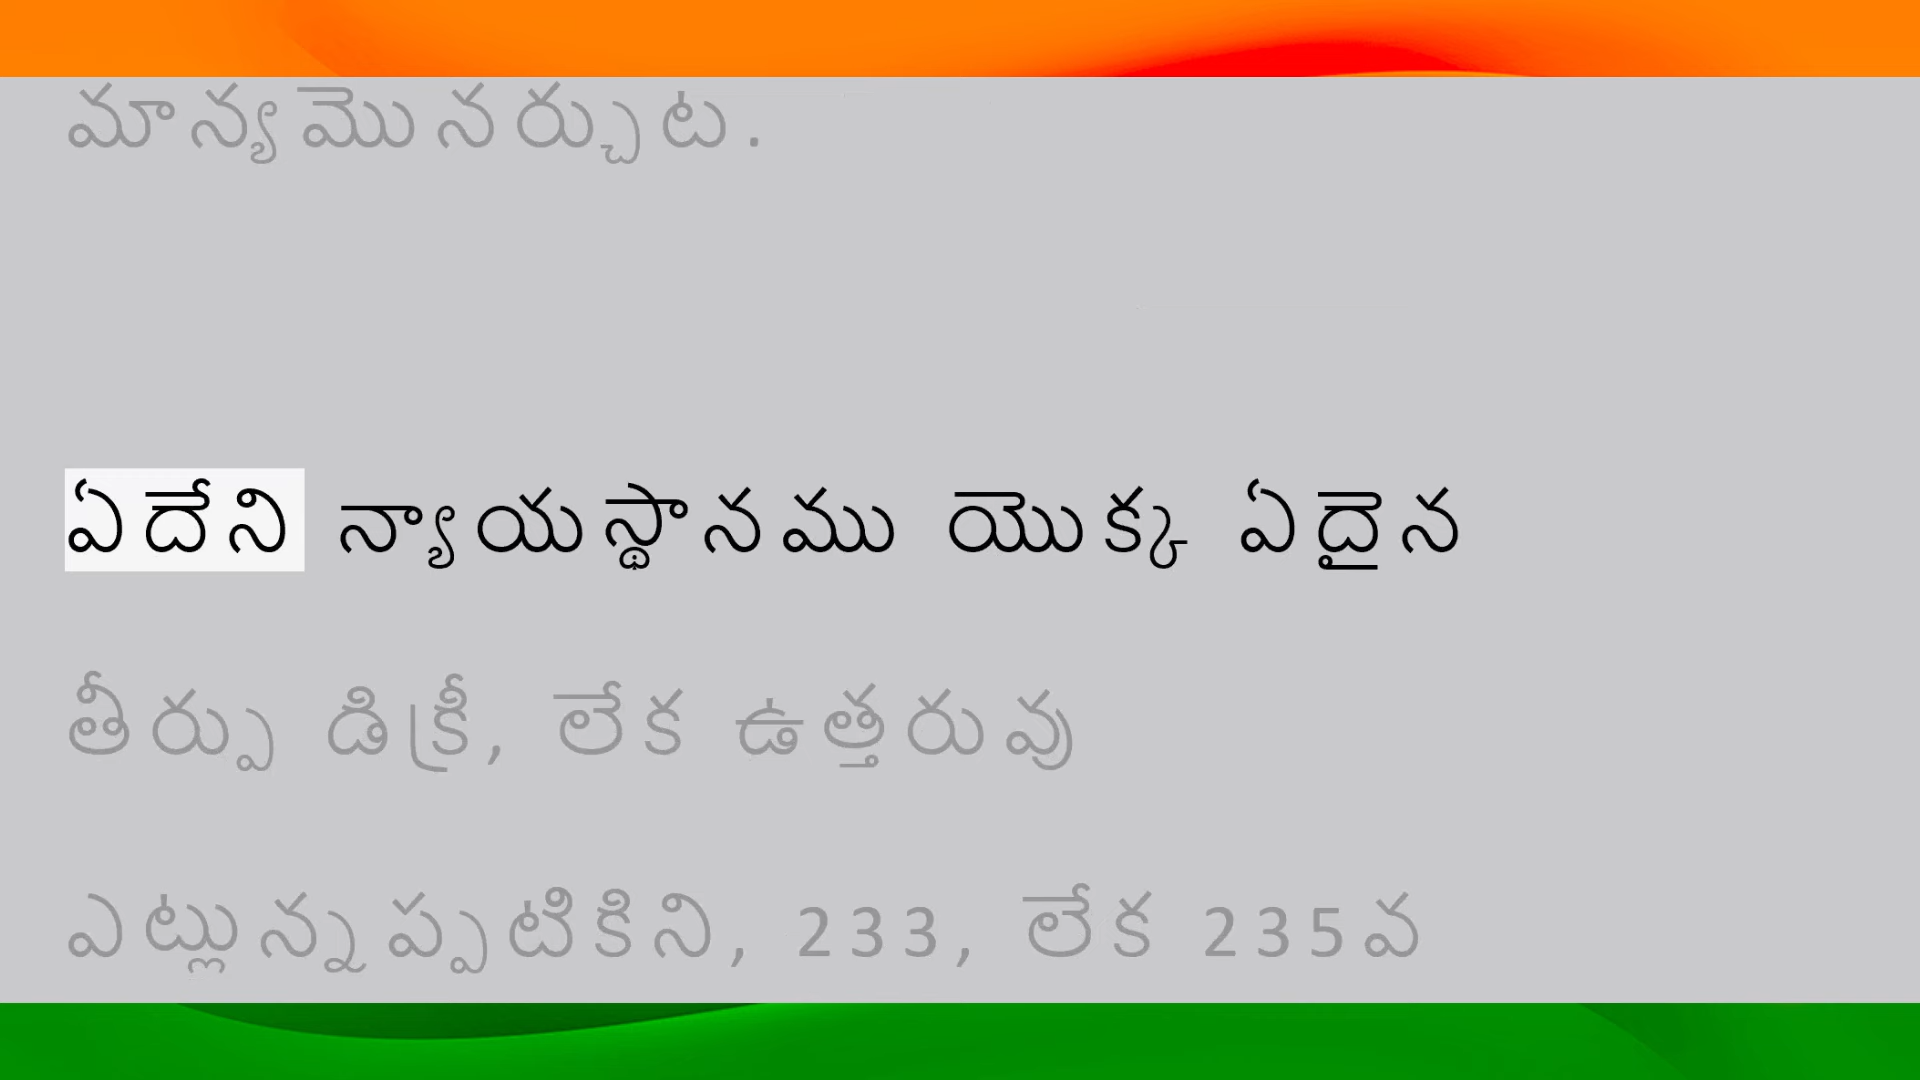 మాన్యమొనర్చుట.
ఏదేని న్యాయస్థానము యొక్క ఏదైన
తీర్పు డిక్రీ, లేక ఉత్తరువు
ఎట్లున్నప్పటికిని, 233, లేక 235వ